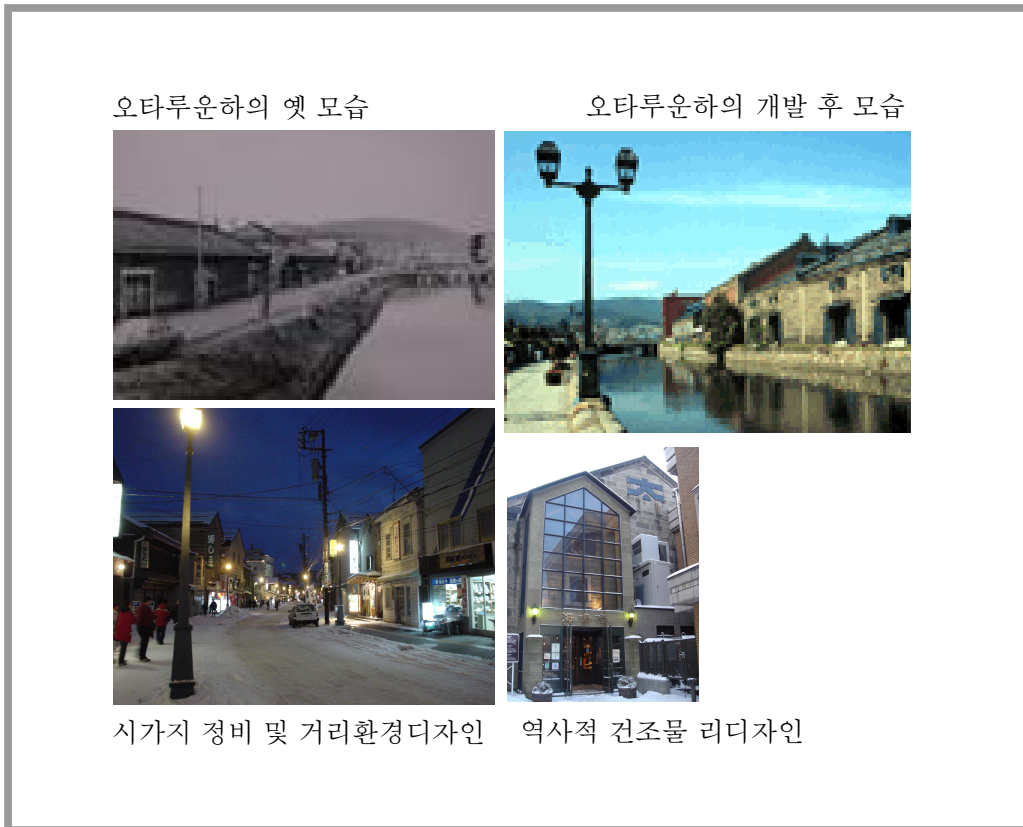 오타루운하의 옛 모습
오타루운하의 개발 후 모습
시가지 정비 및 거리환경디자인
역사적 건조물 리디자인